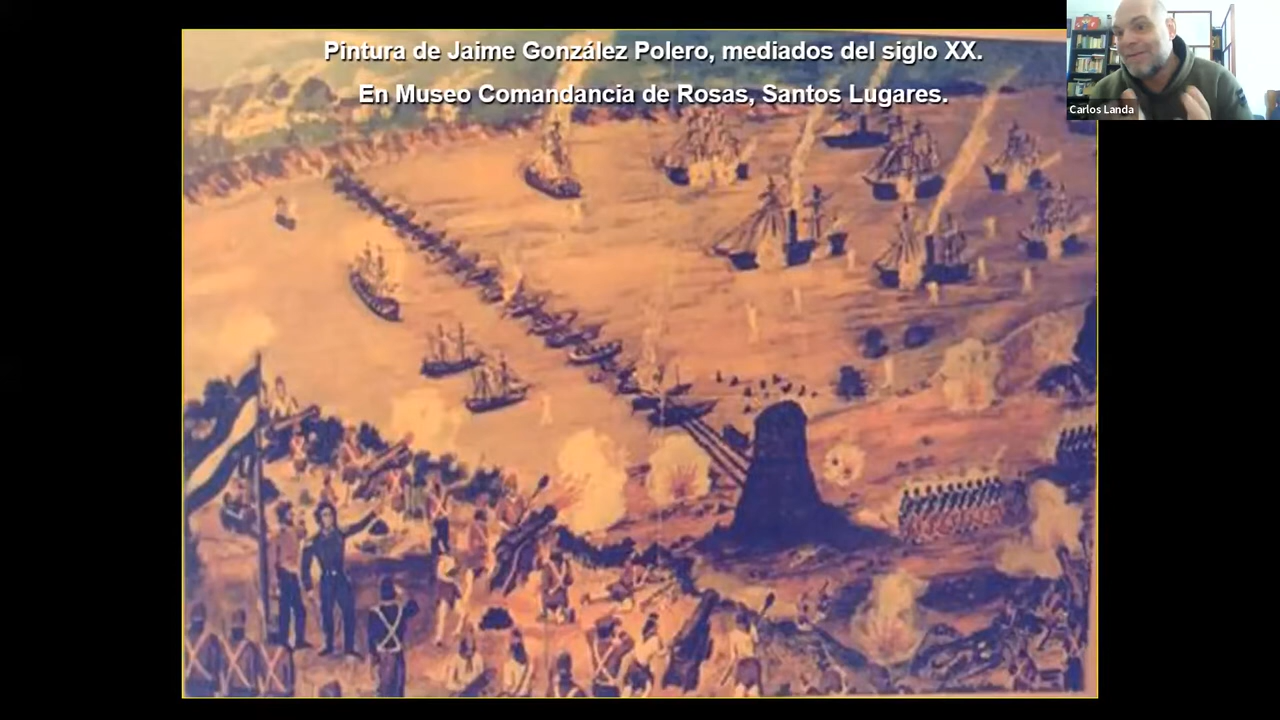 Pintura de Jaime González Polero, mediados del siglo XX.
En Museo Comandancia de Rosas, Santos Lugares.
Carlos Landa